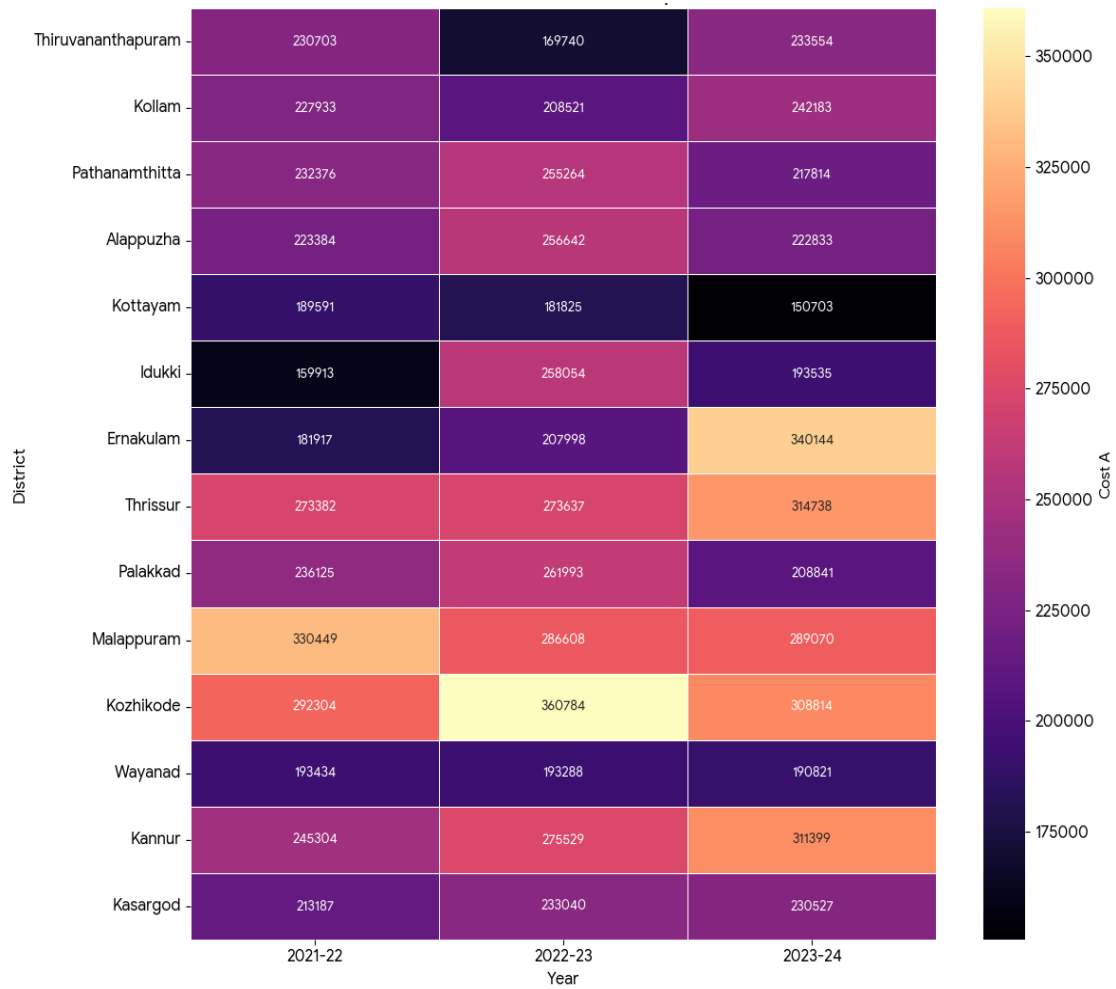 Thiruvananthapuram 230703 169740 233554
350000
Kollam 227933 208521 242183
Pathanamthitta 232376 255264 217814
325000
Alappuzha 223384 256642 222833
300000
Kottayam 189591 181825 150703
Idukki 159913 258054 193535
275000
Ernakulam 181917 207998 340144
District
Cost A
Thrissur 273382 273637 314738
250000
Palakkad 236125 261993 208841
225000
Malappuram 330449 286608 289070
Kozhikode 292304 360784 308814
200000
Wayanad 193434 193288 190821
175000
Kannur 245304 275529 311399
Kasargod 213187 233040 230527
2021-22 2022-23 2023-24
Year